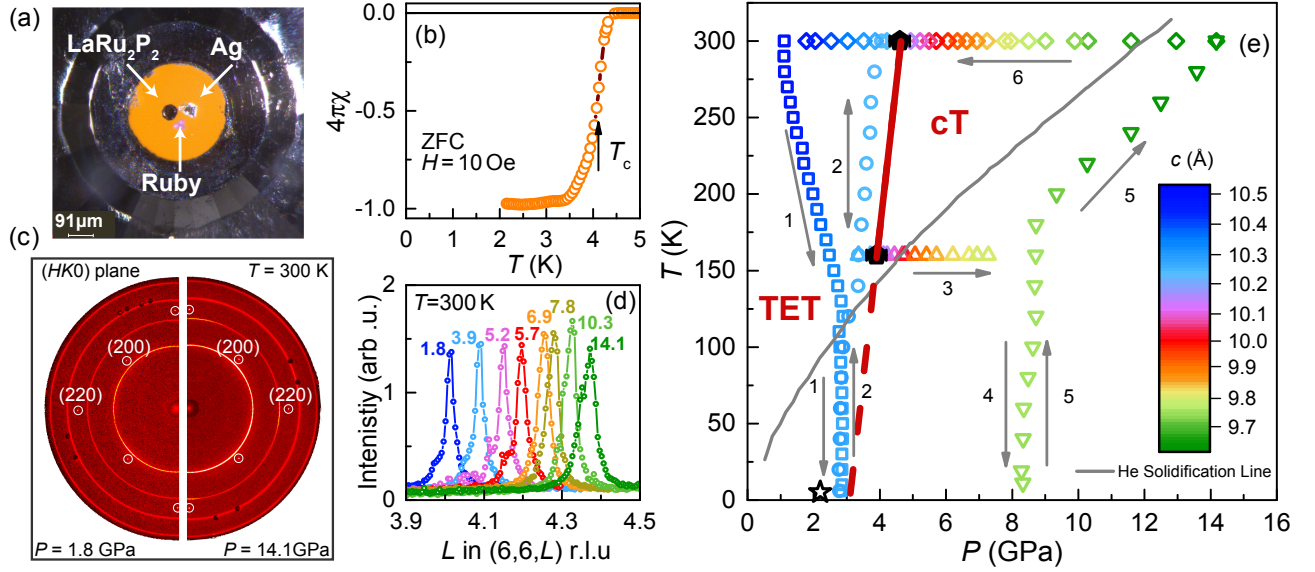 (a)
LaRu2P2
Ag
Ruby
91μm
(b)
0.0
-0.5
-1.0
4πχ
ZFC
H = 10 Oe
Tc
0 1 2 3 4 5
T (K)
(c)
(HK0) plane
T = 300 K
(200)
(200)
(220)
(220)
P = 1.8 GPa
P = 14.1GPa
(d)
T=300 K
1.8
3.9
5.2
5.7
6.9
7.8
10.3
14.1
2
1
0
Intenistiy (arb .u.)
3.9 4.1 4.3 4.5
L in (6,6,L) r.l.u
(e)
300
250
200
150
100
50
0
T (K)
6
2
cT
1
5
3
TET
1
2
4
5
c (Å)
10.5
10.4
10.3
10.2
10.1
10.0
9.9
9.8
9.7
He Solidification Line
0 2 4 6 8 10 12 14 16
P (GPa)